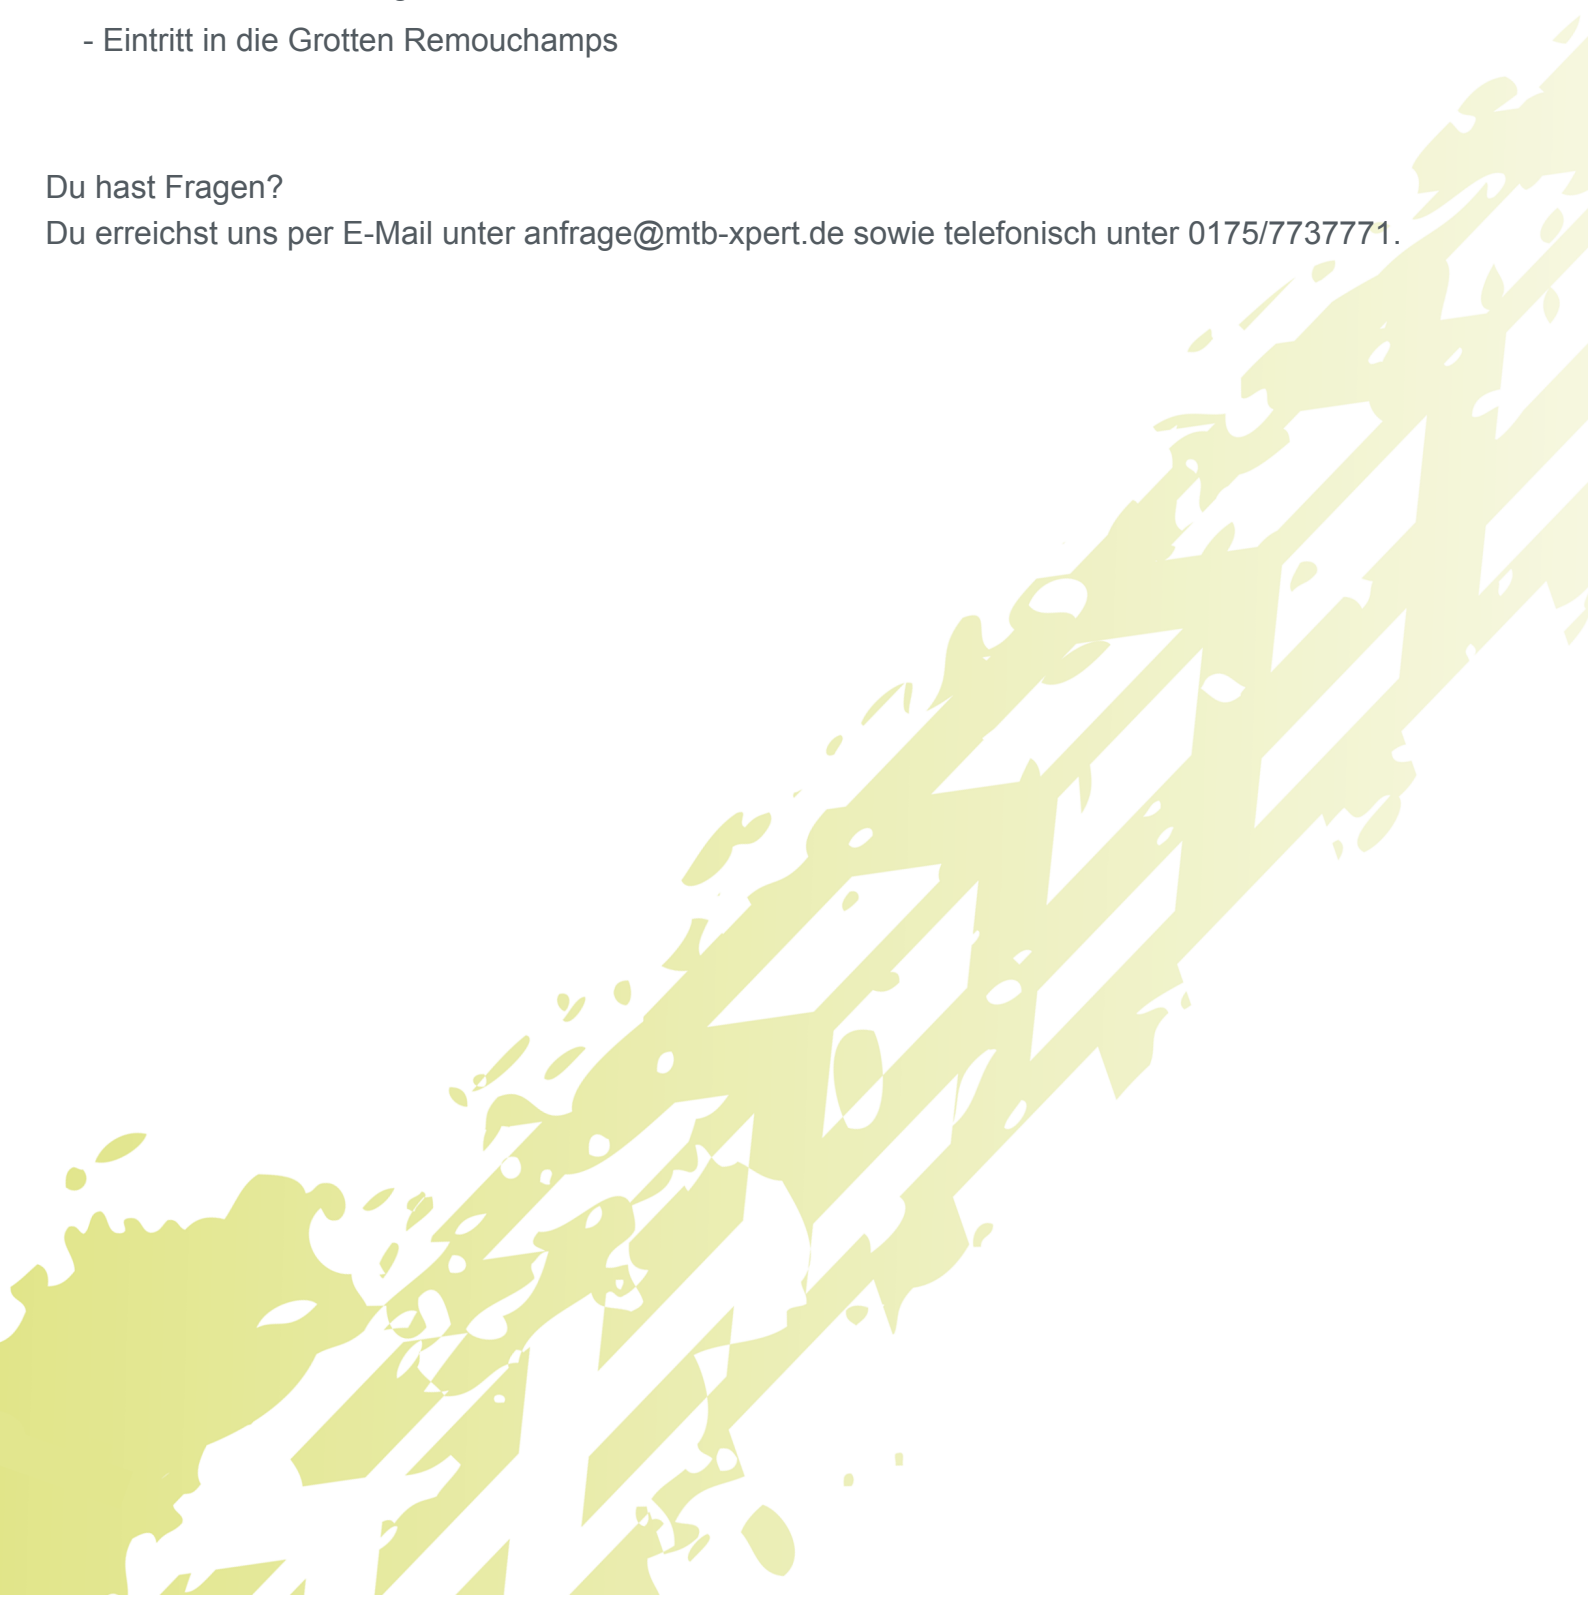 - Eintritt in die Grotten Remouchamps
Du hast Fragen?
Du erreichst uns per E-Mail unter anfrage@mtb-xpert.de sowie telefonisch unter 0175/7737771.